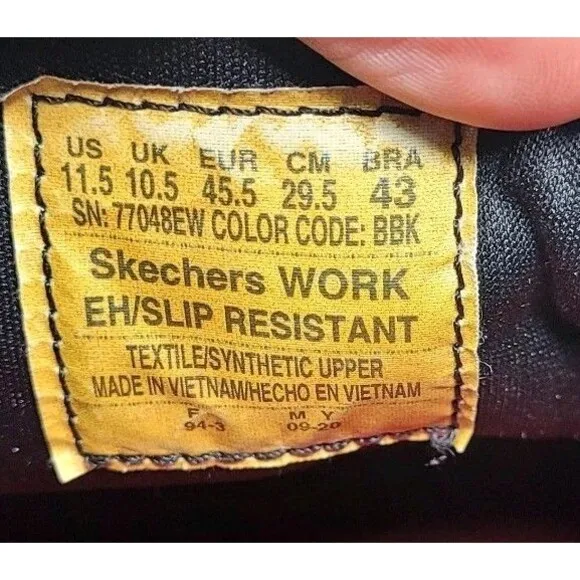 US UK EUR CM BRA
11.5 10.5 45.5 29.5 43
SN: 77048EW COLOR CODE: BBK
Skechers WORK
EH/SLIP RESISTANT
TEXTILE/SYNTHETIC UPPER
MADE IN VIETNAM/HECHO EN VIETNAM
F M Y
94-3 09-20